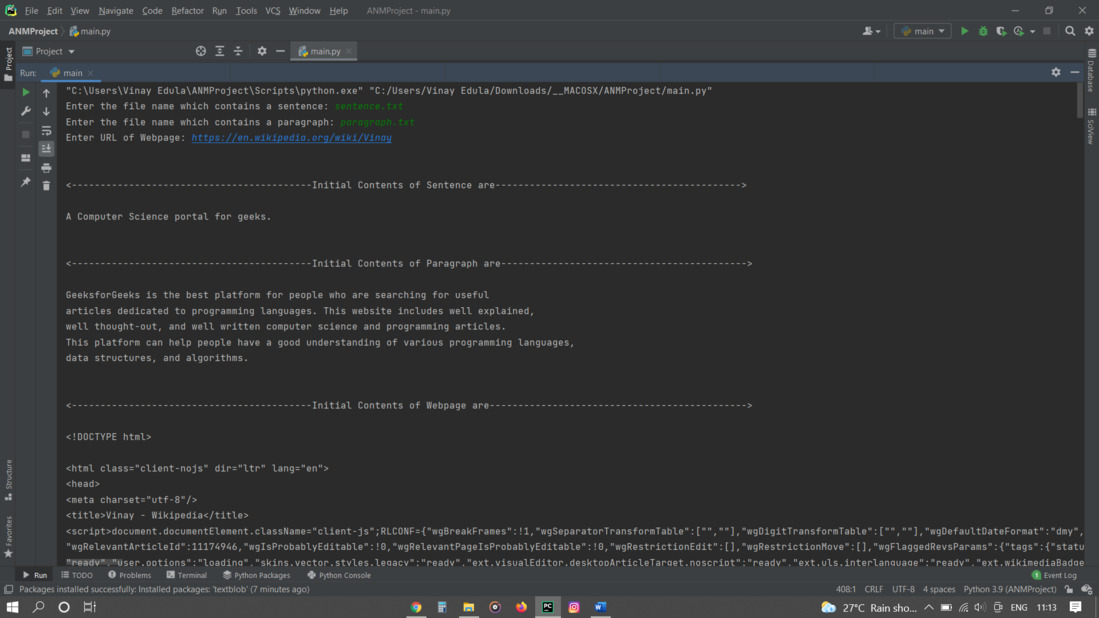 File Edit View Navigate Code Refactor Run Tools VCS Window Help ANMProject - main.py
ANMProject main.py main
Project main.py
Run: main
"C:\Users\Vinay Edula\ANMProject\Scripts\python.exe" "C:/Users/Vinay Edula/Downloads/__MACOSX/ANMProject/main.py"
Enter the file name which contains a sentence: sentence.txt
Enter the file name which contains a paragraph: paragraph.txt
Enter URL of Webpage: https://en.wikipedia.org/wiki/Vinay
<------------------------------------------Initial Contents of Sentence are------------------------------------------->
A Computer Science portal for geeks.
<------------------------------------------Initial Contents of Paragraph are------------------------------------------->
GeeksforGeeks is the best platform for people who are searching for useful
articles dedicated to programming languages. This website includes well explained,
well thought-out, and well written computer science and programming articles.
This platform can help people have a good understanding of various programming languages,
data structures, and algorithms.
<------------------------------------------Initial Contents of Webpage are--------------------------------------------->
<!DOCTYPE html>
<html class="client-nojs" dir="ltr" lang="en">
<head>
<meta charset="utf-8"/>
<title>Vinay - Wikipedia</title>
<script>document.documentElement.className="client-js";RLCONF={"wgBreakFrames":!1,"wgSeparatorTransformTable":["",""],"wgDigitTransformTable":["",""],"wgDefaultDateFormat":"dmy",
"wgRelevantArticleId":11174946,"wgIsProbablyEditable":!0,"wgRelevantPageIsProbablyEditable":!0,"wgRestrictionEdit":[],"wgRestrictionMove":[],"wgFlaggedRevsParams":{"tags":{"statu
"ready","user.options":"loading","skins.vector.styles.legacy":"ready","ext.visualEditor.desktopArticleTarget.noscript":"ready","ext.uls.interlanguage":"ready","ext.wikimediaBadge
Project
Structure
Favorites
Database
SciView
Run TODO Problems Terminal Python Packages Python Console 1 Event Log
Packages installed successfully: Installed packages: 'textblob' (7 minutes ago) 408:1 CRLF UTF-8 4 spaces Python 3.9 (ANMProject)
27°C Rain sho... ENG 11:13